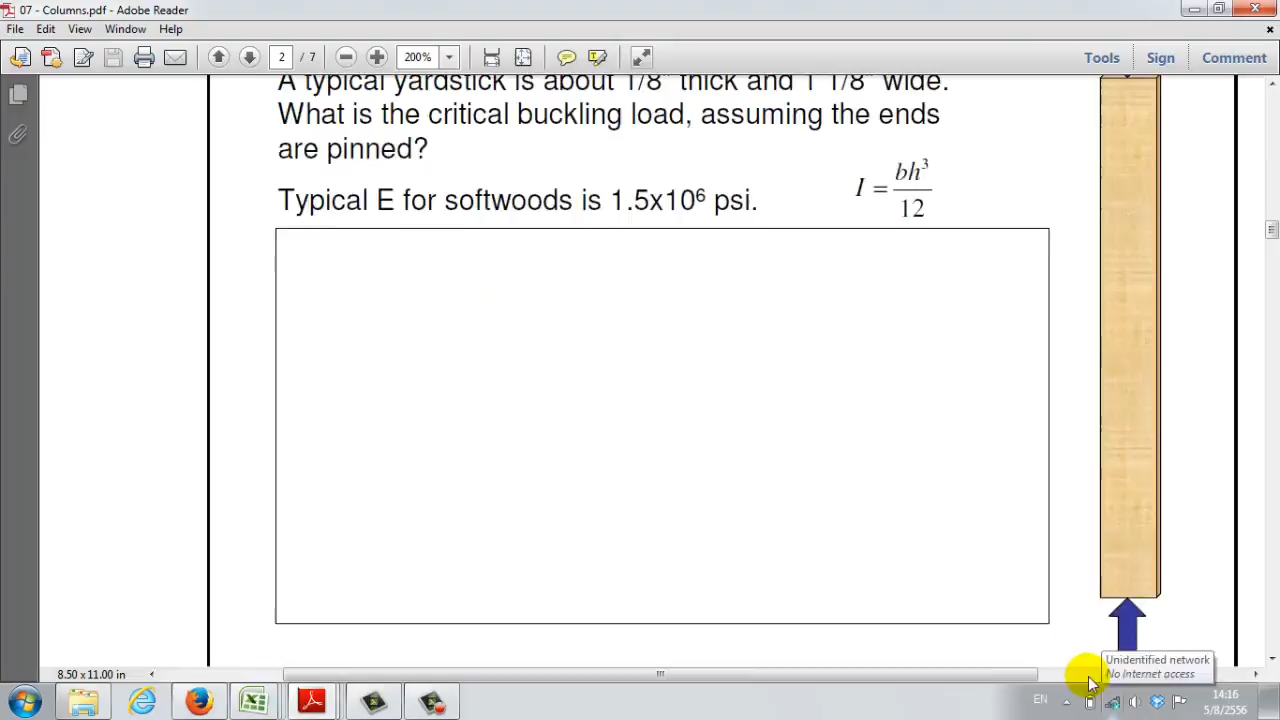 07 - Columns.pdf - Adobe Reader
File Edit View Window Help
2 / 7 200% Tools Sign Comment
A typical yardstick is about 1/8" thick and 1 1/8" wide.
What is the critical buckling load, assuming the ends
are pinned?
Typical E for softwoods is 1.5x10⁶ psi.
I = bh³/12
8.50 x 11.00 in
Unidentified network
No Internet access
EN
14:16
5/8/2556